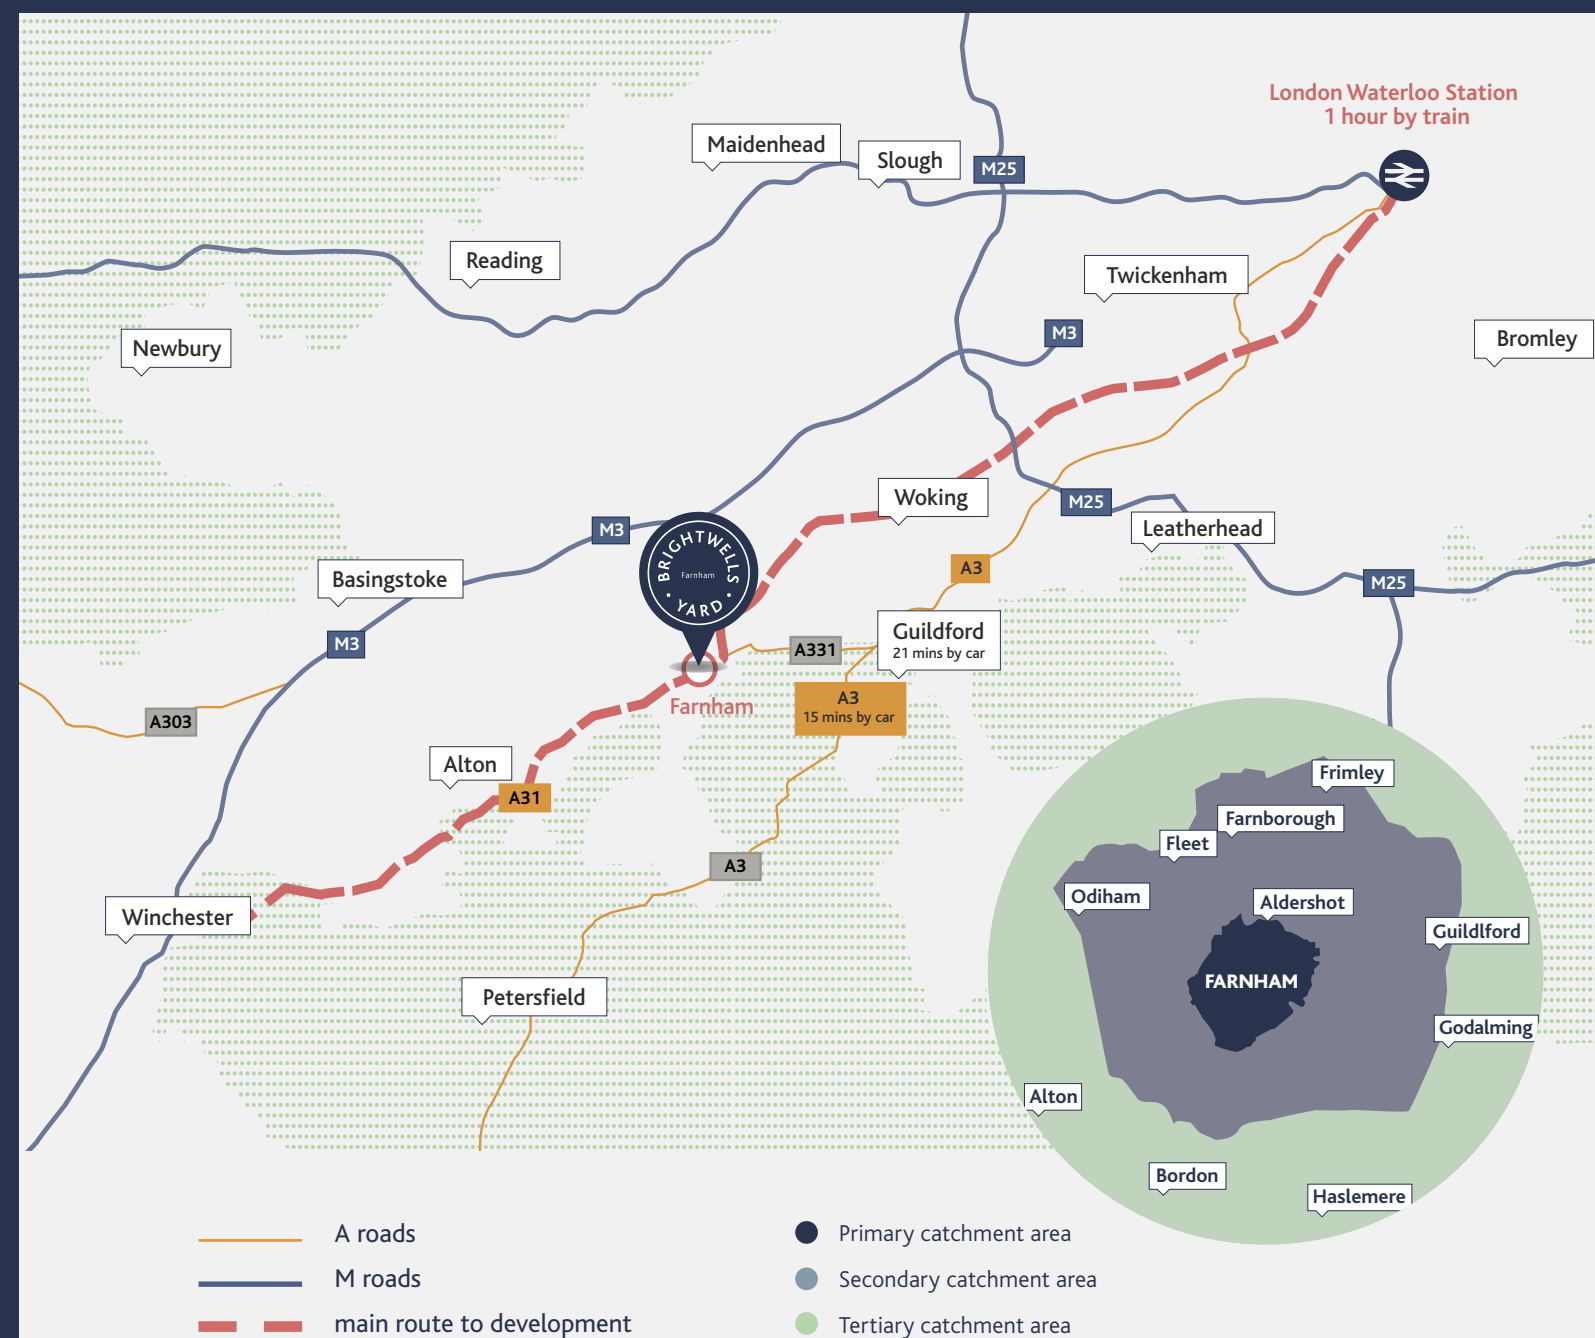 London Waterloo Station
1 hour by train
Maidenhead
Slough
M25
Reading
Twickenham
Newbury
M3
Bromley
Woking
M25
Leatherhead
M3
BRIGHTWELLS
Farnham
YARD
Basingstoke
A3
M25
M3
Guildford
21 mins by car
A331
Farnham
A3
15 mins by car
A303
Alton
A31
A3
Winchester
Petersfield
Frimley
Farnborough
Fleet
Odiham
Aldershot
Guildlford
FARNHAM
Godalming
Alton
Bordon
Haslemere
A roads
M roads
main route to development
Primary catchment area
Secondary catchment area
Tertiary catchment area